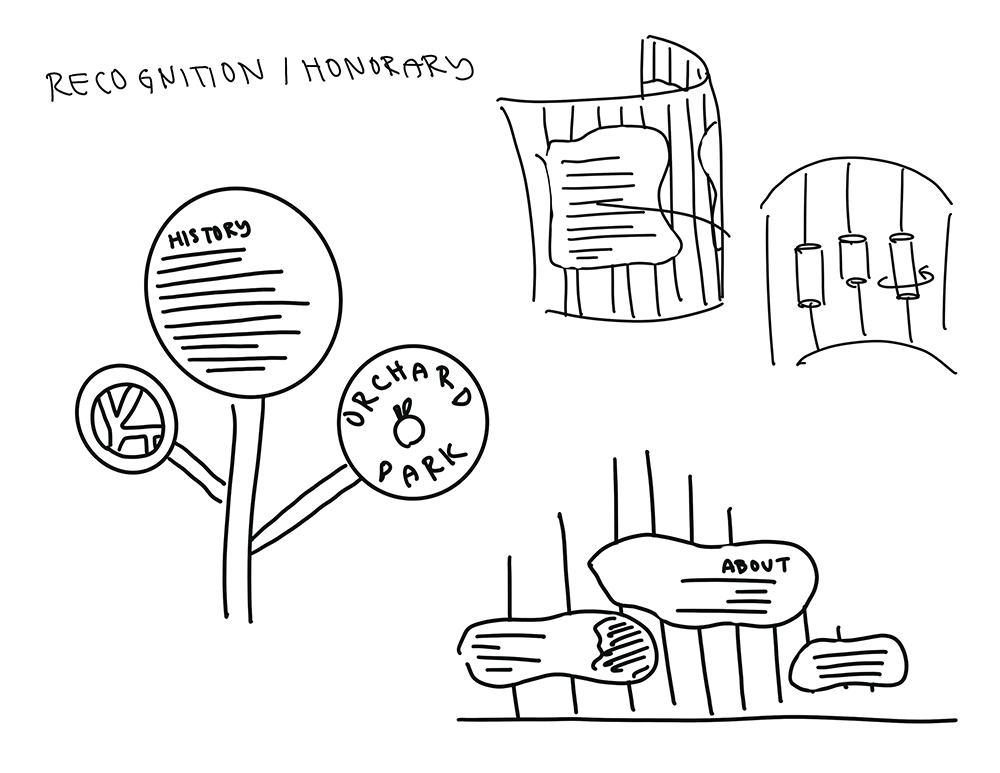 RECOGNITION / HONORARY
HISTORY
ORCHARD
PARK
ABOUT